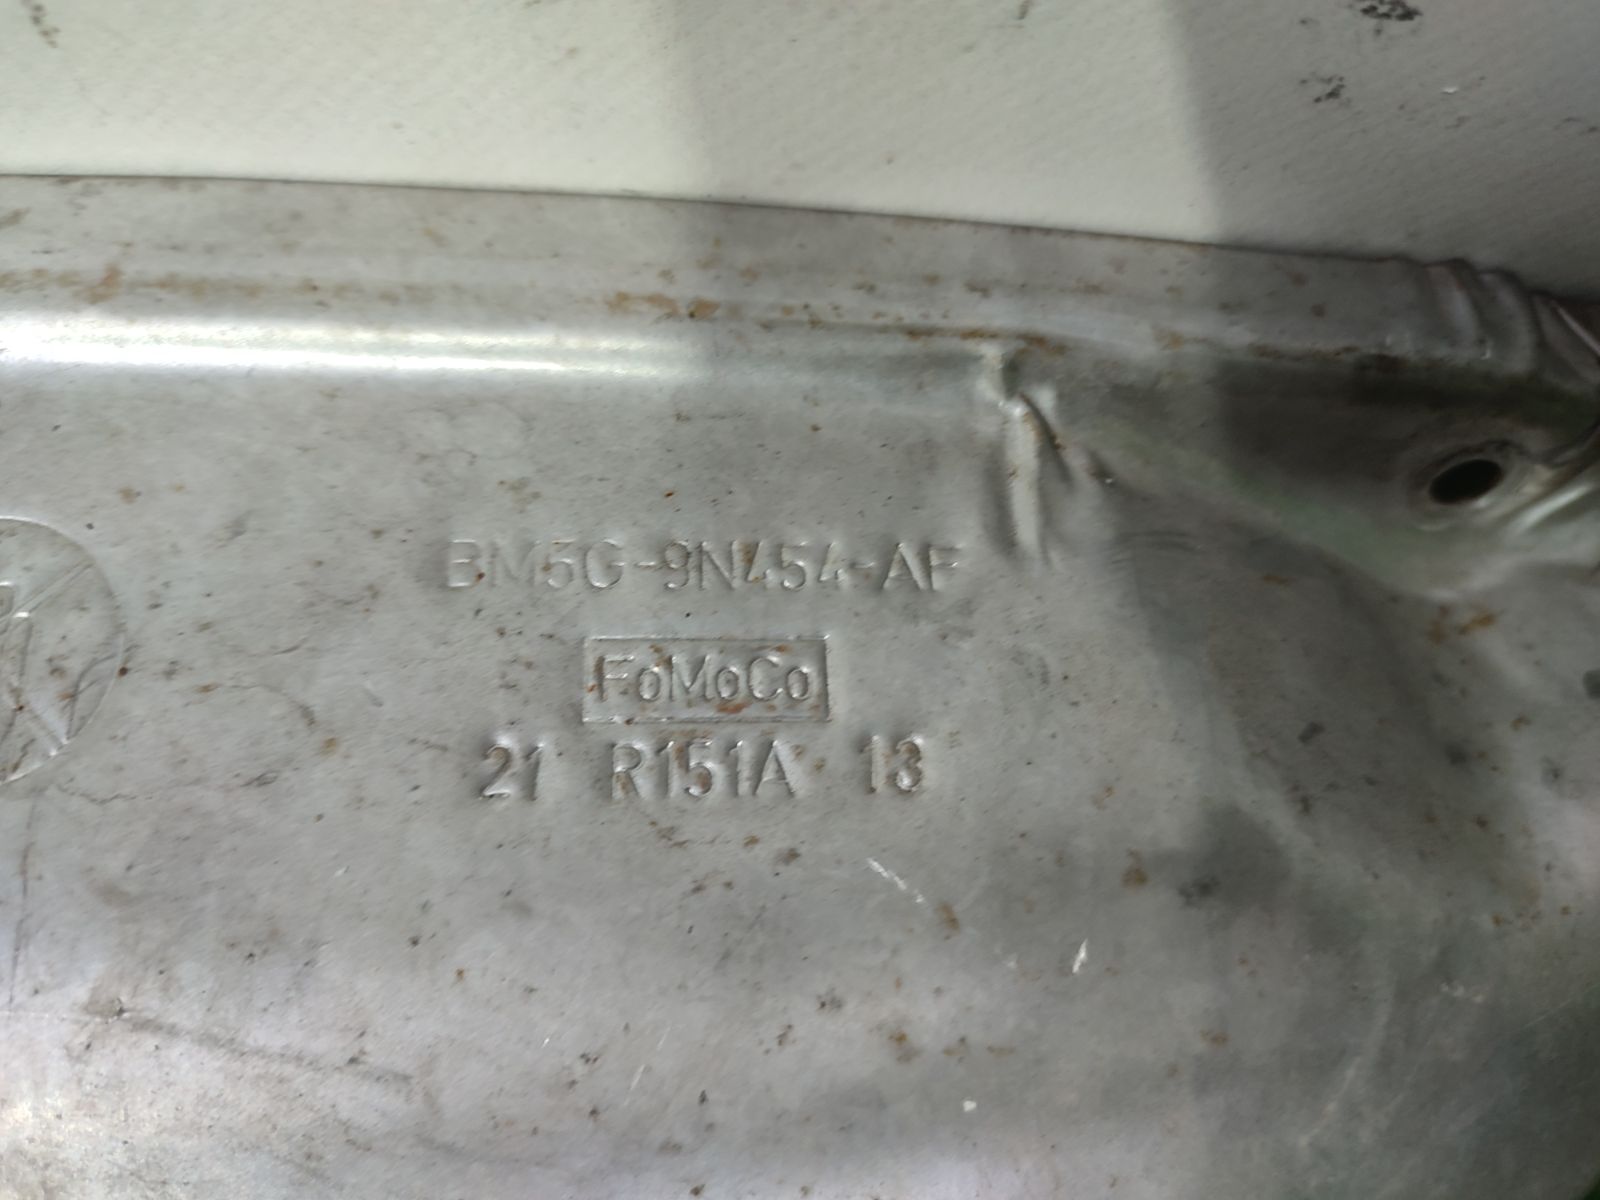 BM5G-9N454-AF
FoMoCo
21 R151A 13